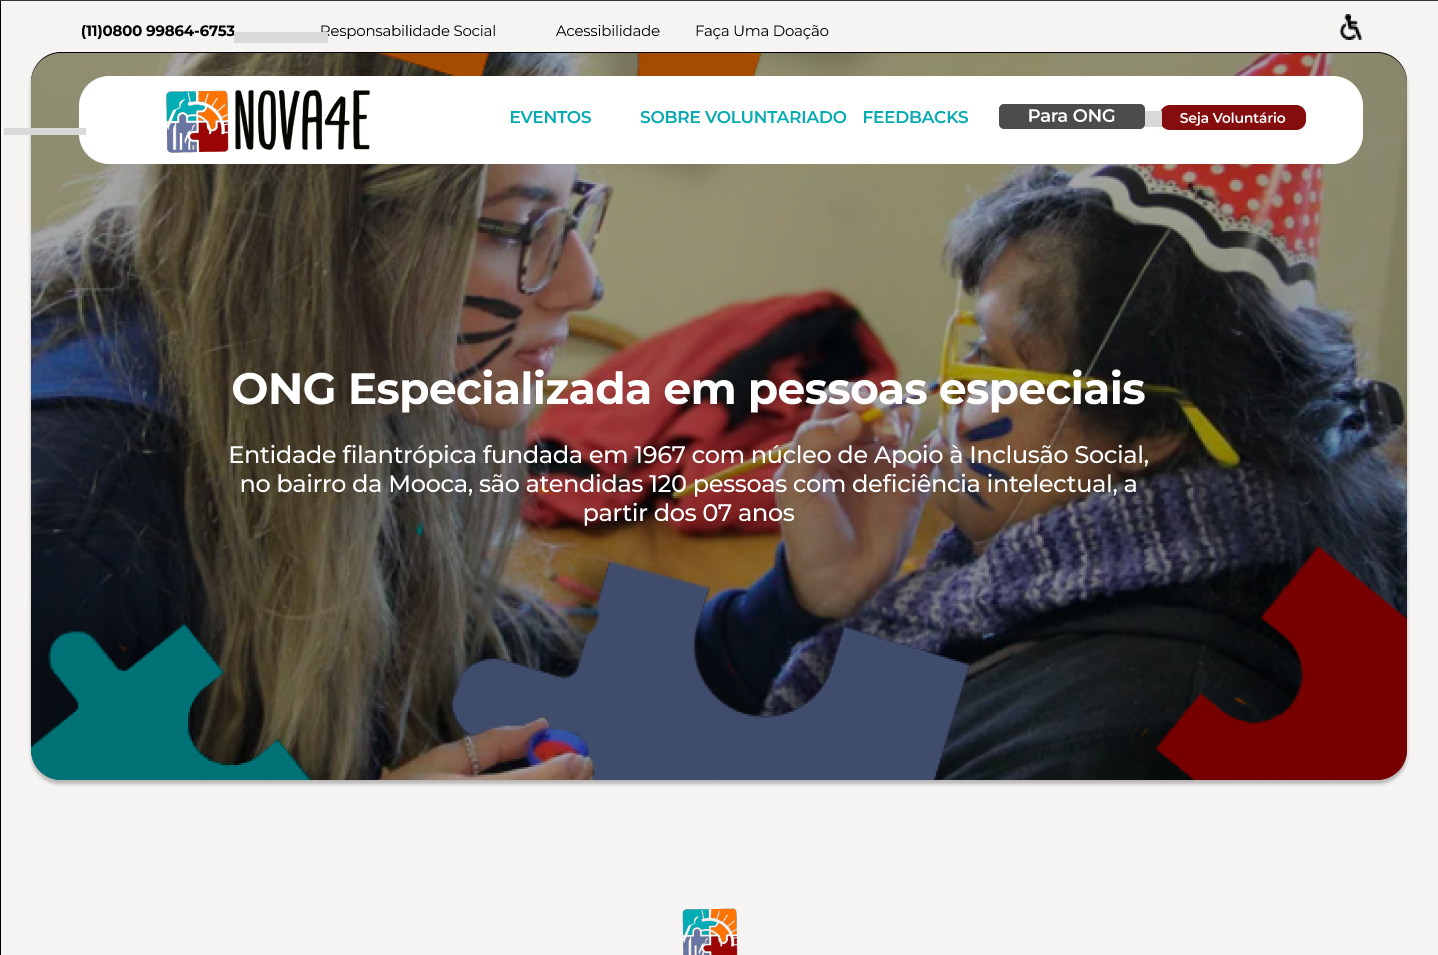 (11)0800 99864-6753
Responsabilidade Social
Acessibilidade
Faça Uma Doação
NOVA4E
EVENTOS
SOBRE VOLUNTARIADO
FEEDBACKS
Para ONG
Seja Voluntário
ONG Especializada em pessoas especiais
Entidade filantrópica fundada em 1967 com núcleo de Apoio à Inclusão Social,
no bairro da Mooca, são atendidas 120 pessoas com deficiência intelectual, a
partir dos 07 anos